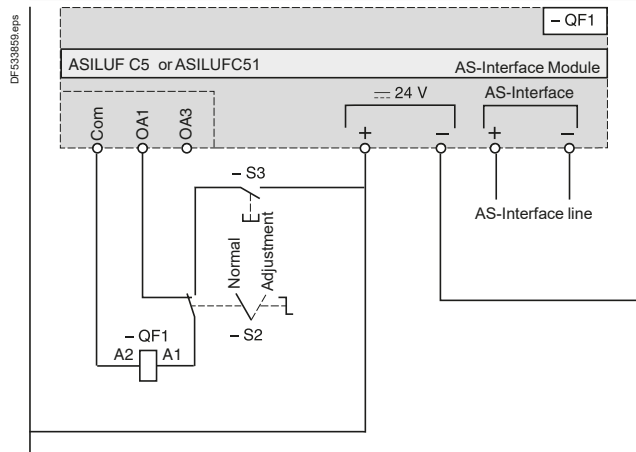 DF533859.eps
– QF1
ASILUF C5 or ASILUFC51
AS-Interface Module
24 V
AS-Interface
Com
OA1
OA3
+
–
+
–
– S3
AS-Interface line
Normal
Adjustment
– S2
– QF1
A2
A1